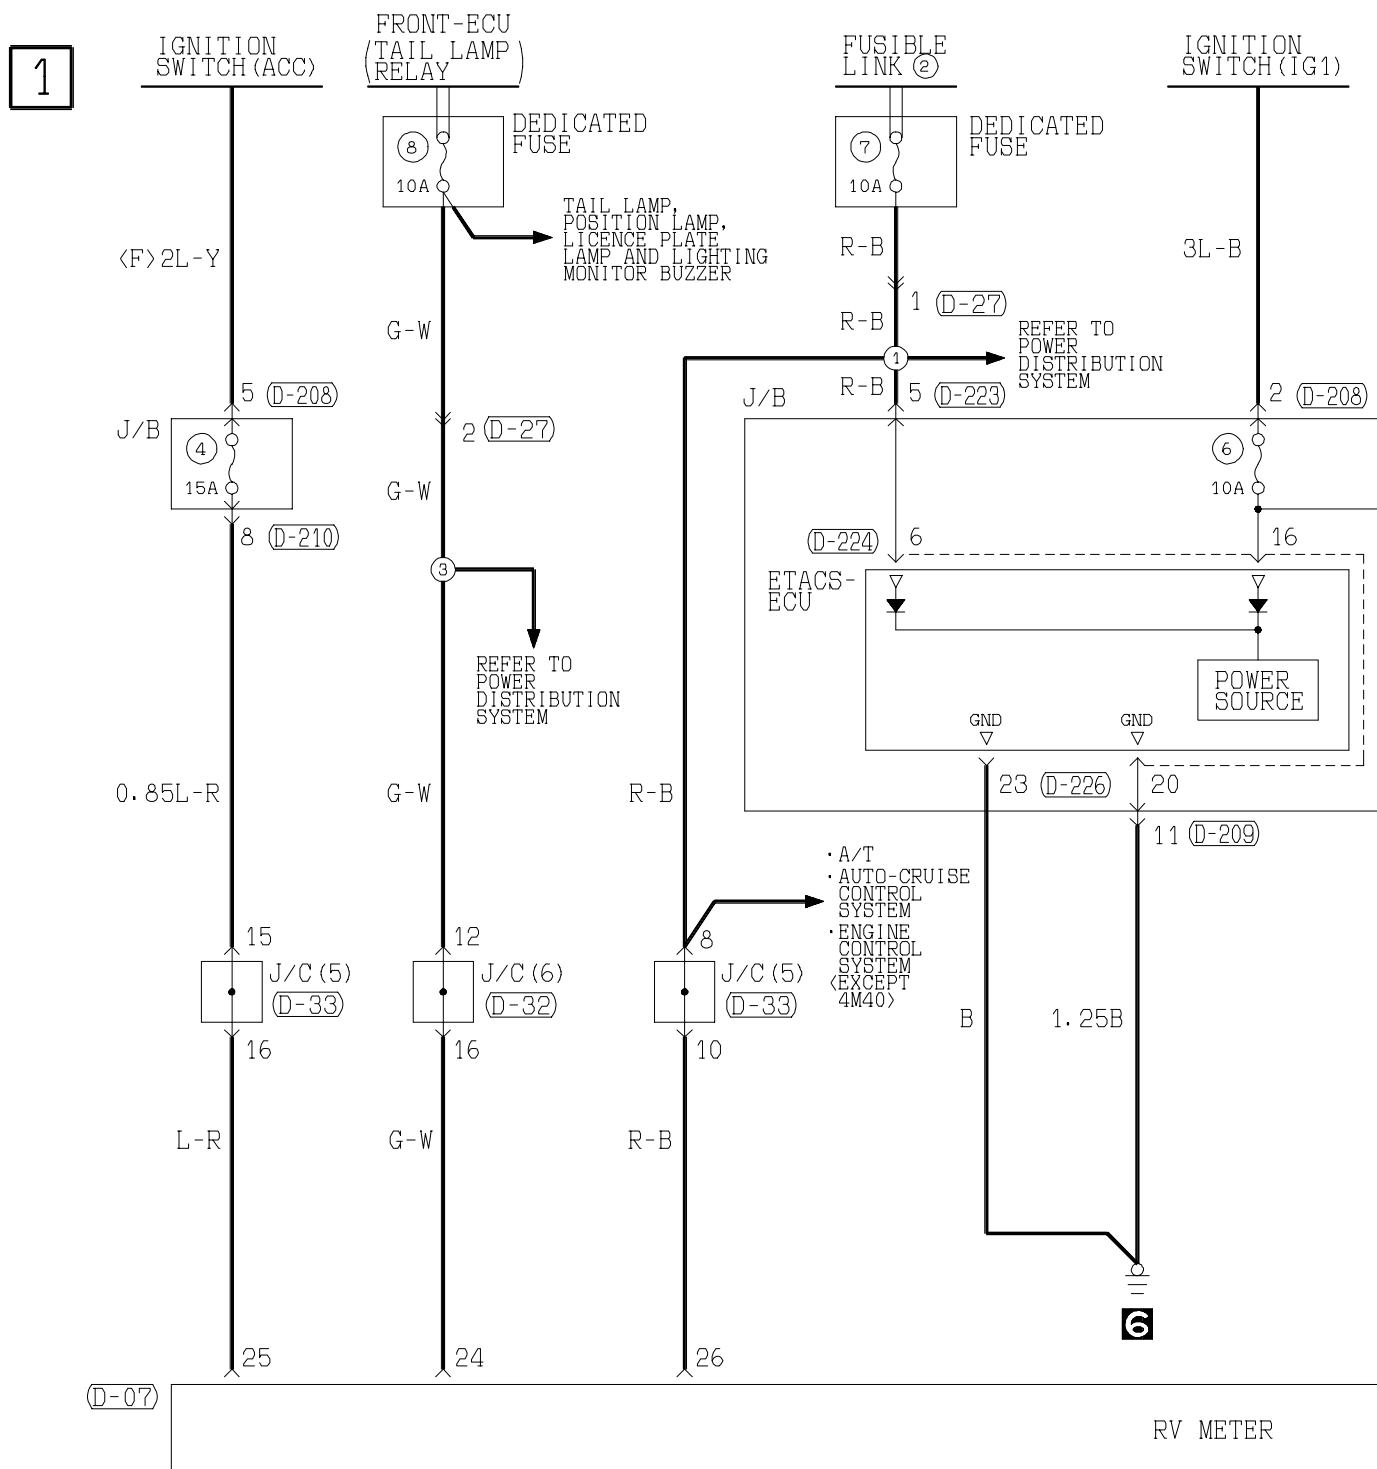 1
IGNITION
SWITCH(ACC)
FRONT-ECU
(TAIL LAMP
RELAY)
FUSIBLE
LINK ②
IGNITION
SWITCH(IG1)
8
10A
DEDICATED
FUSE
7
10A
DEDICATED
FUSE
TAIL LAMP,
POSITION LAMP,
LICENCE PLATE
LAMP AND LIGHTING
MONITOR BUZZER
<F>2L-Y
G-W
R-B
3L-B
1 (D-27)
R-B
1
REFER TO
POWER
DISTRIBUTION
SYSTEM
R-B
5 (D-208)
5 (D-223)
2 (D-208)
J/B
J/B
4
15A
2 (D-27)
6
10A
G-W
8 (D-210)
(D-224) 6
16
3
ETACS-
ECU
REFER TO
POWER
DISTRIBUTION
SYSTEM
POWER
SOURCE
GND
GND
0.85L-R
G-W
R-B
23 (D-226) 20
11 (D-209)
·A/T
·AUTO-CRUISE
CONTROL
SYSTEM
·ENGINE
CONTROL
SYSTEM
<EXCEPT
4M40>
15
12
8
J/C(5)
(D-33)
J/C(6)
(D-32)
J/C(5)
(D-33)
B
1.25B
16
16
10
L-R
G-W
R-B
6
25
24
26
(D-07)
RV METER